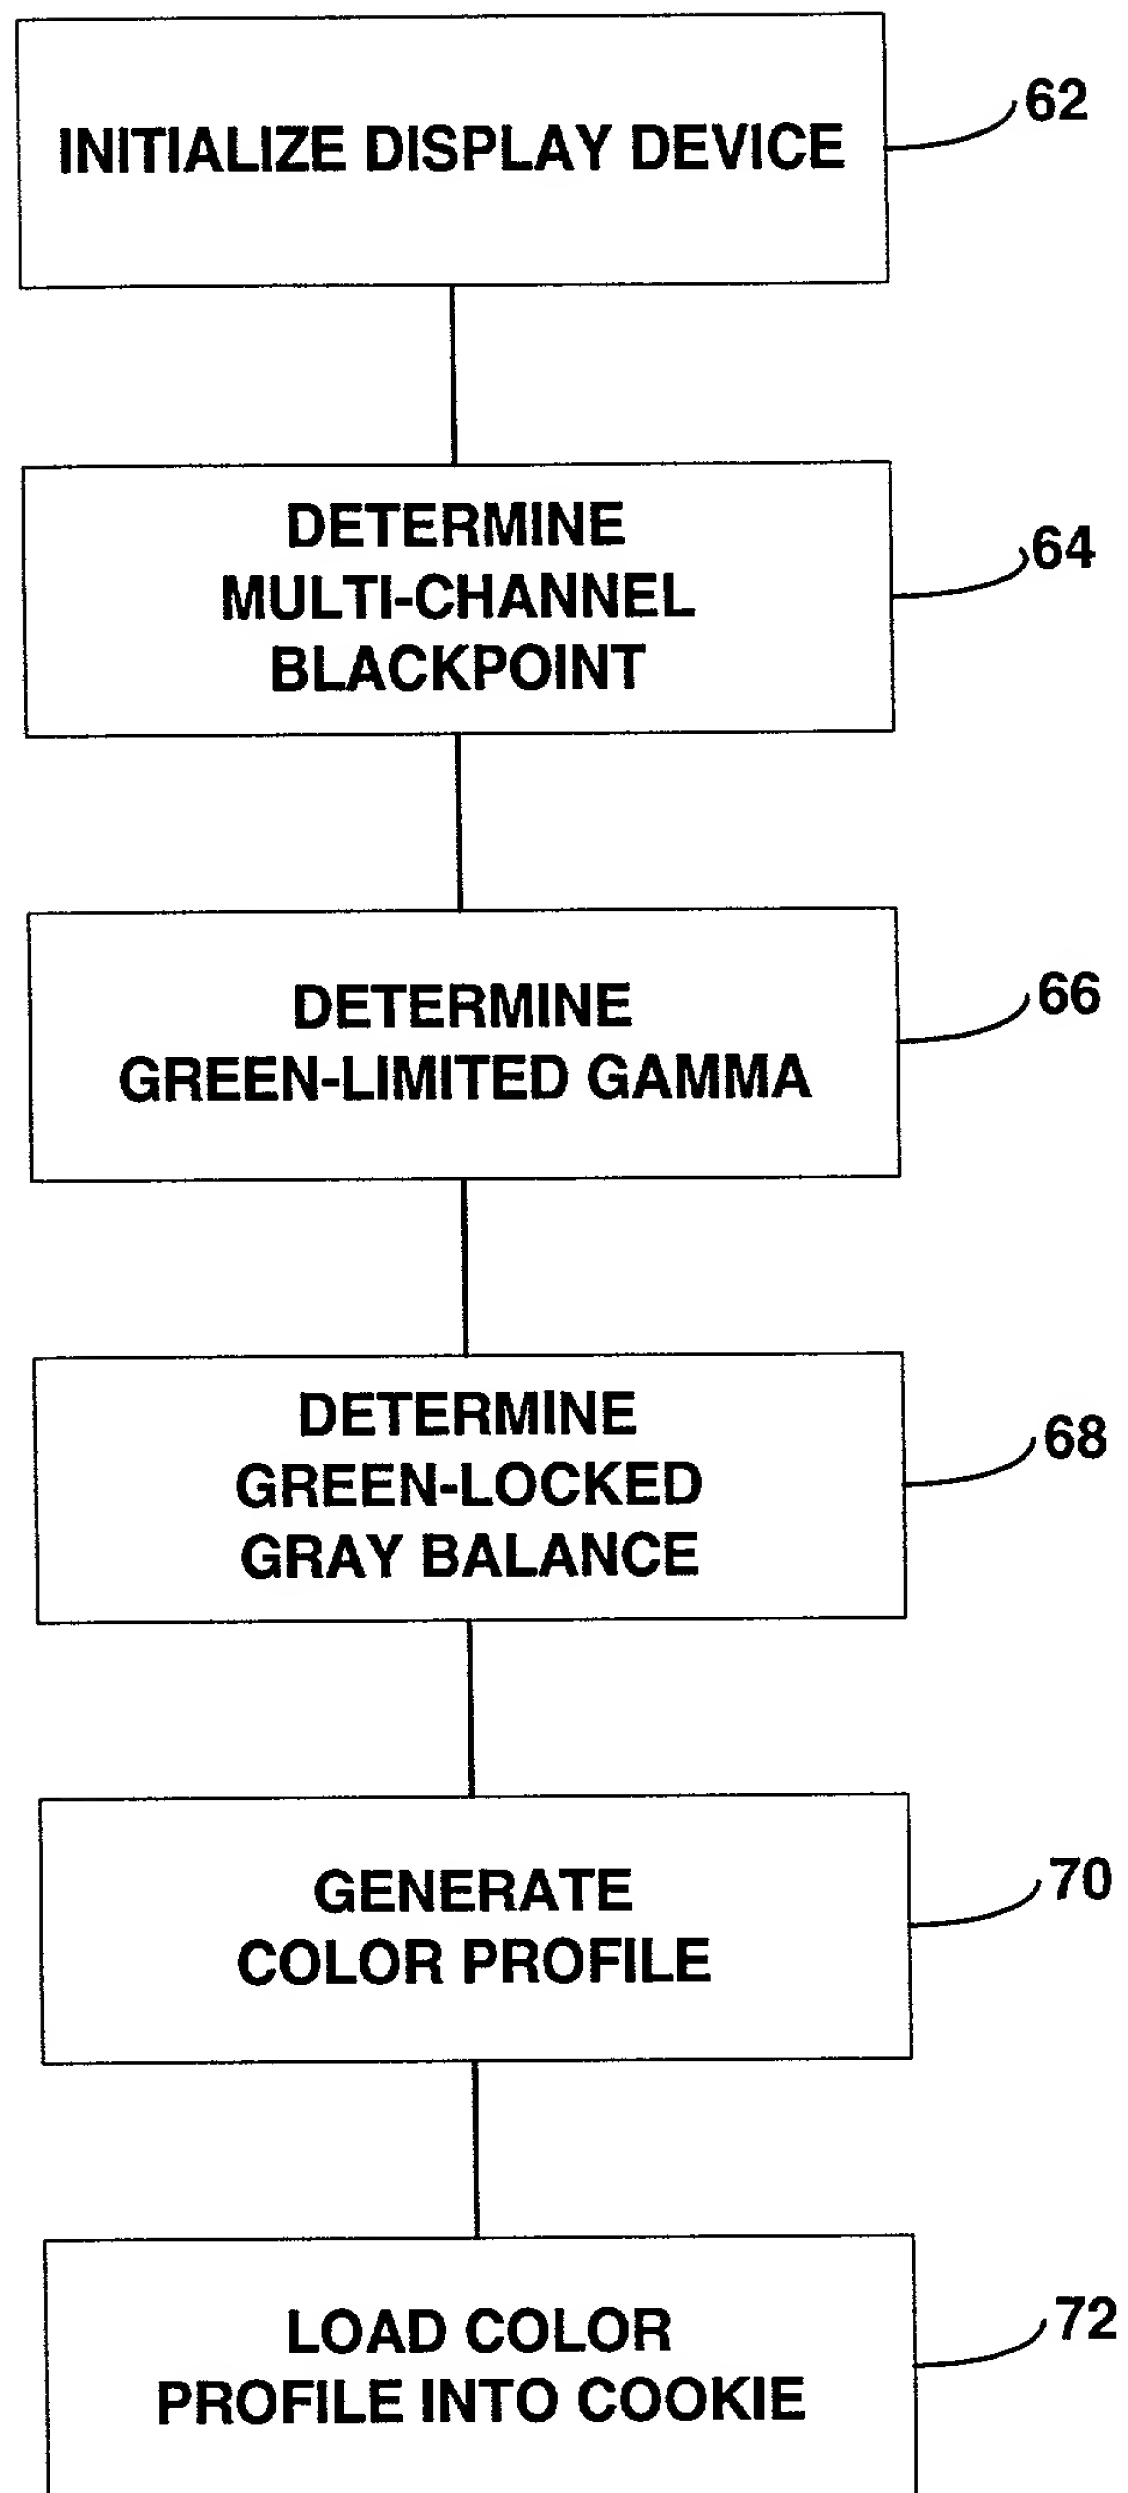 INITIALIZE DISPLAY DEVICE
62
DETERMINE
MULTI-CHANNEL
BLACKPOINT
64
DETERMINE
GREEN-LIMITED GAMMA
66
DETERMINE
GREEN-LOCKED
GRAY BALANCE
68
GENERATE
COLOR PROFILE
70
LOAD COLOR
PROFILE INTO COOKIE
72